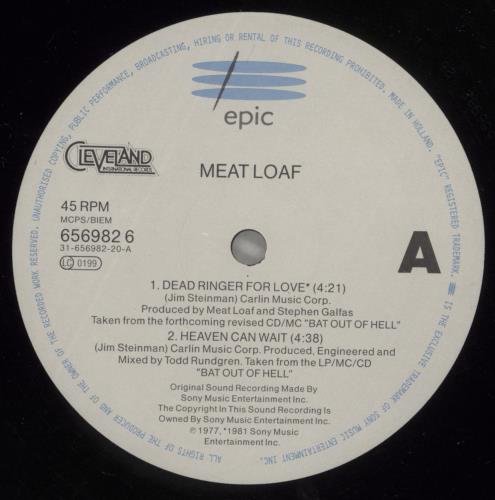 ALL RIGHTS OF THE PRODUCER AND OF THE OWNER OF THE RECORDED WORK RESERVED. UNAUTHORISED COPYING, PUBLIC PERFORMANCE, BROADCASTING, HIRING OR RENTAL OF THIS RECORDING PROHIBITED. MADE IN HOLLAND. "EPIC" REGISTERED TRADEMARK. IS THE EXCLUSIVE TRADEMARK OF SONY MUSIC ENTERTAINMENT INC.
epic
CLEVELAND
INTERNATIONAL RECORDS
MEAT LOAF
45 RPM
MCPS/BIEM
656982 6
31-656982-20-A
LC 0199
A
1. DEAD RINGER FOR LOVE* (4:21)
(Jim Steinman) Carlin Music Corp.
Produced by Meat Loaf and Stephen Galfas
Taken from the forthcoming revised CD/MC "BAT OUT OF HELL"
2. HEAVEN CAN WAIT (4:38)
(Jim Steinman) Carlin Music Corp. Produced, Engineered and
Mixed by Todd Rundgren. Taken from the LP/MC/CD
"BAT OUT OF HELL"
Original Sound Recording Made By
Sony Music Entertainment Inc.
The Copyright In This Sound Recording Is
Owned By Sony Music Entertainment Inc.
℗ 1977, *1981 Sony Music
Entertainment Inc.